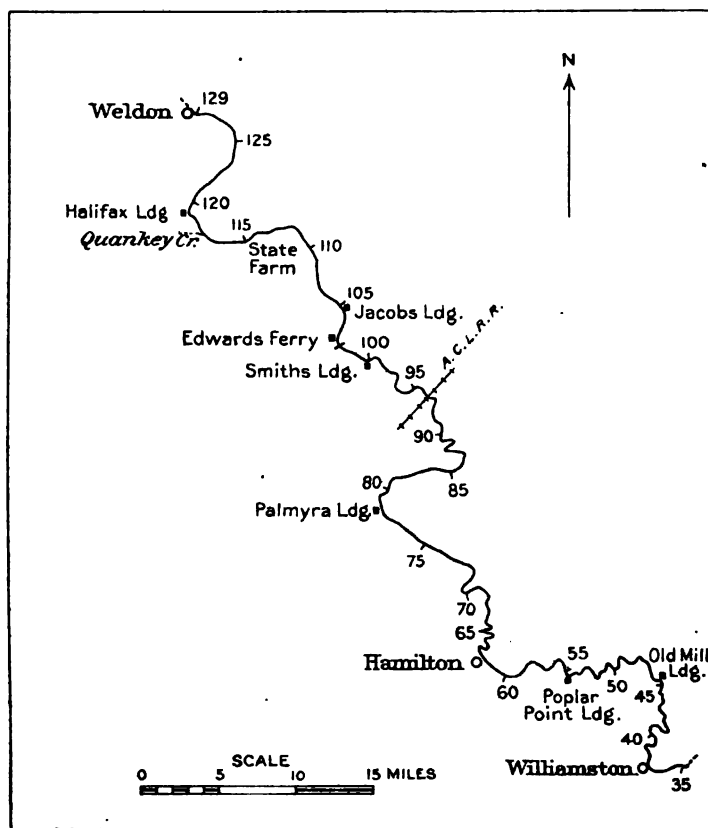 N
129
Weldon
125
120
Halifax Ldg
Quankey Cr.
115
State
Farm
110
105
Jacobs Ldg.
Edwards Ferry
100
Smiths Ldg.
95
A.C.L.R.R.
90
85
80
Palmyra Ldg.
75
70
65
Hamilton
60
55
Poplar
Point Ldg.
50
Old Mill
Ldg.
45
40
Williamston
35
SCALE
0 5 10 15 MILES